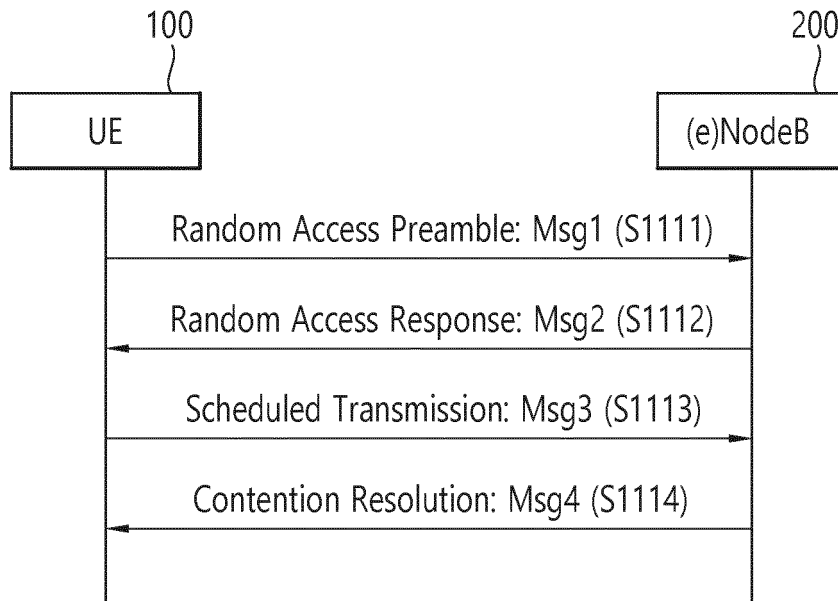 100
200
UE
(e)NodeB
Random Access Preamble: Msg1 (S1111)
Random Access Response: Msg2 (S1112)
Scheduled Transmission: Msg3 (S1113)
Contention Resolution: Msg4 (S1114)